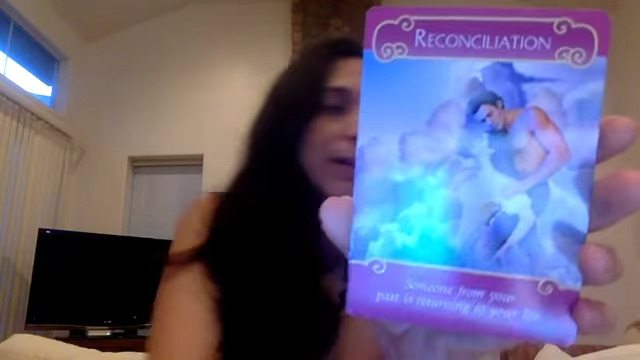 RECONCILIATION
Someone from your
past is returning to your life.